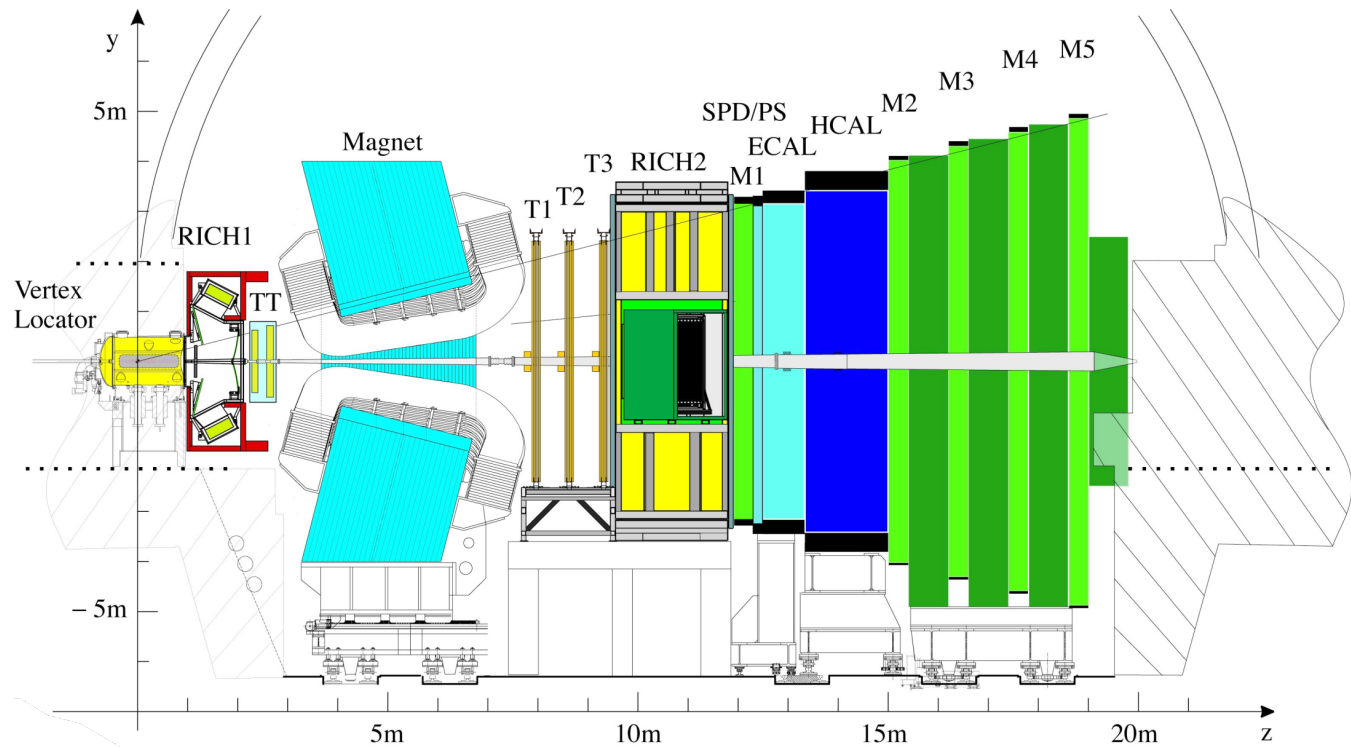 y
5m
Magnet
SPD/PS
ECAL
HCAL
M1
M2
M3
M4
M5
RICH1
TT
T1
T2
T3
RICH2
Vertex
Locator
− 5m
5m
10m
15m
20m
z